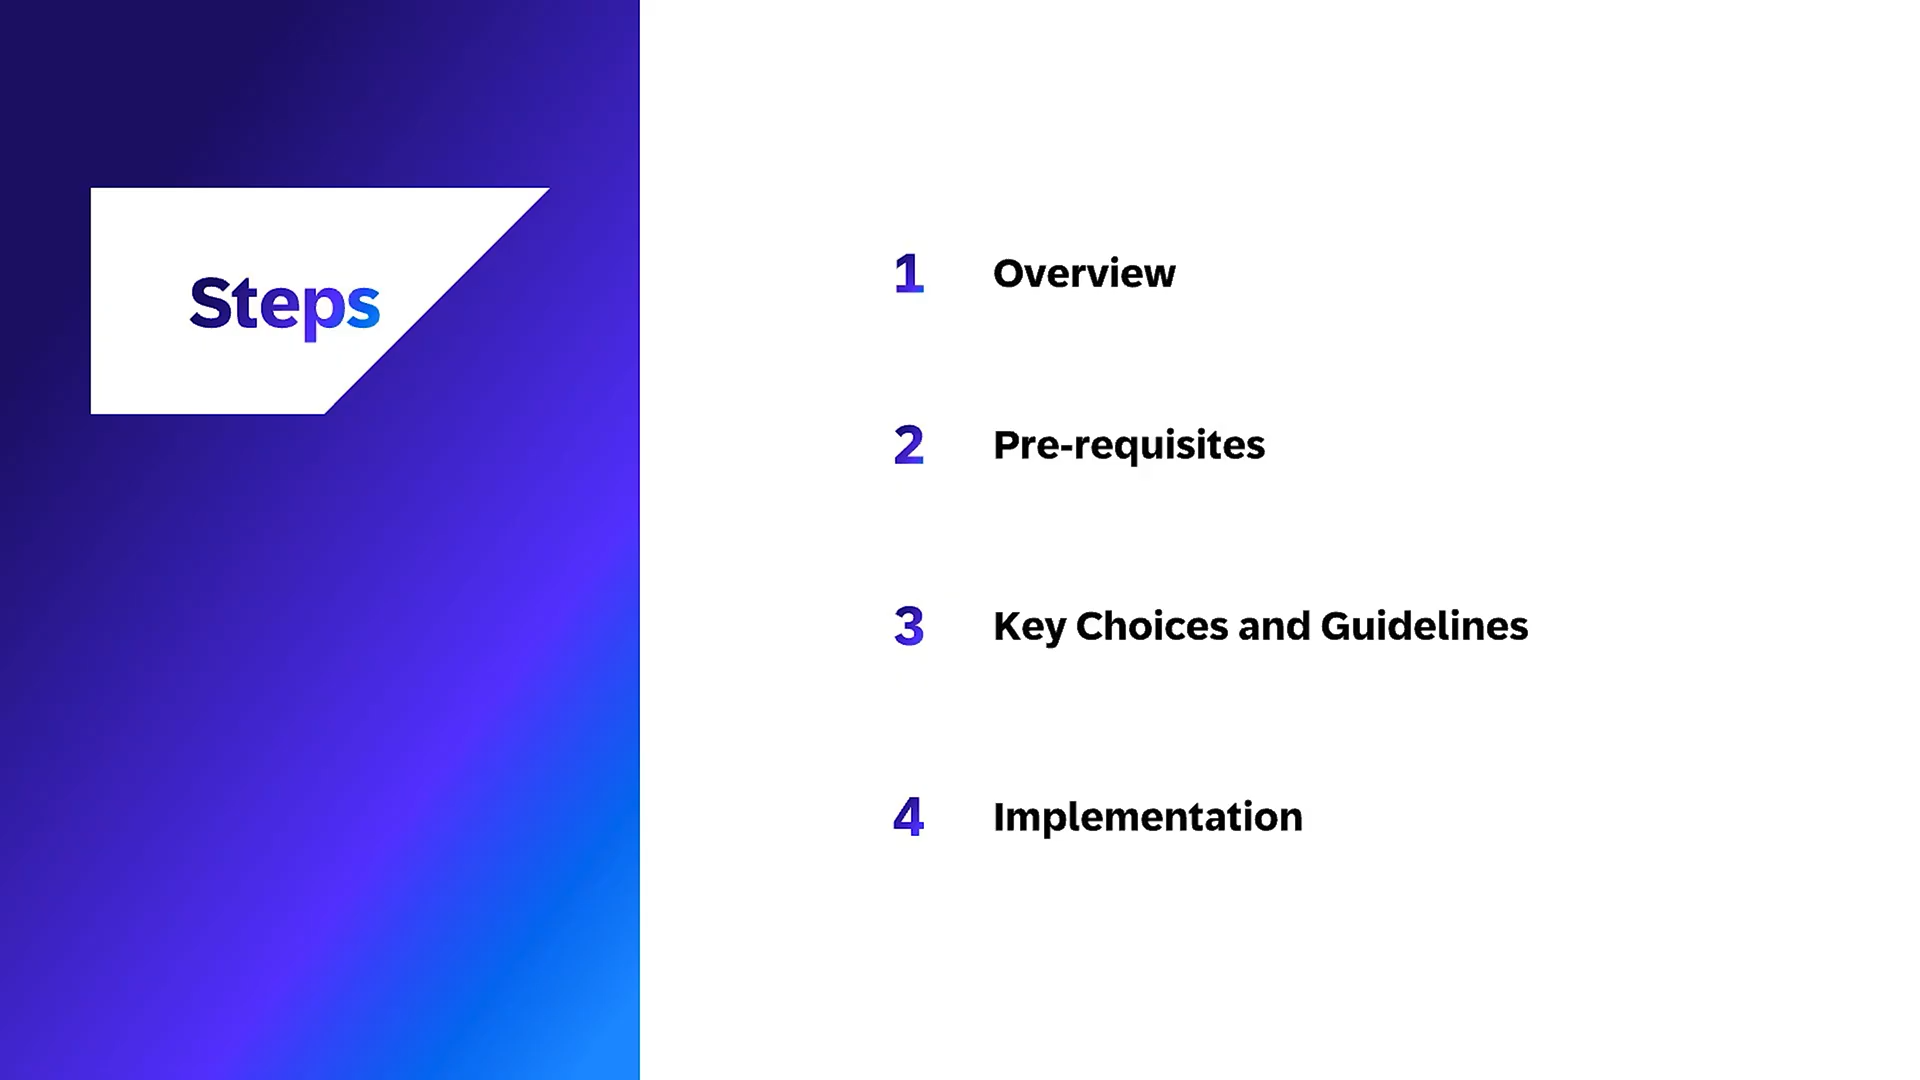 Steps
1 Overview
2 Pre-requisites
3 Key Choices and Guidelines
4 Implementation